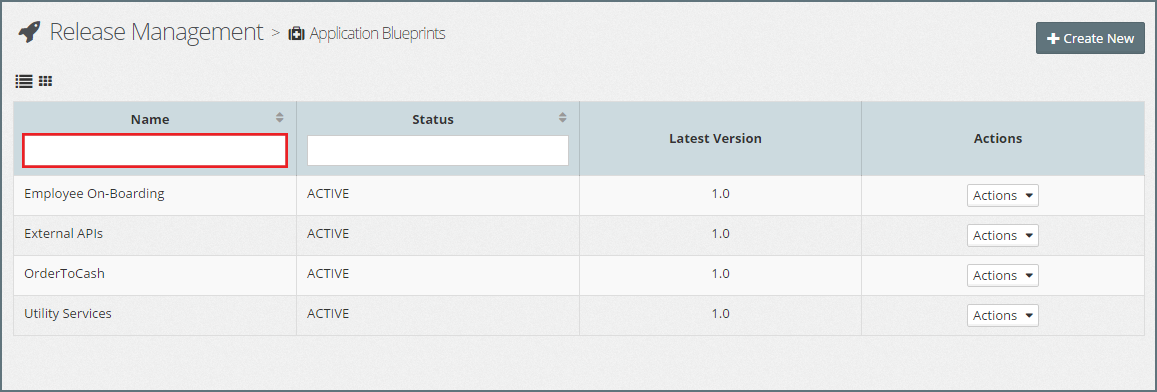 Release Management > Application Blueprints
Create New
Name Status Latest Version Actions
Employee On-Boarding ACTIVE 1.0 Actions
External APIs ACTIVE 1.0 Actions
OrderToCash ACTIVE 1.0 Actions
Utility Services ACTIVE 1.0 Actions